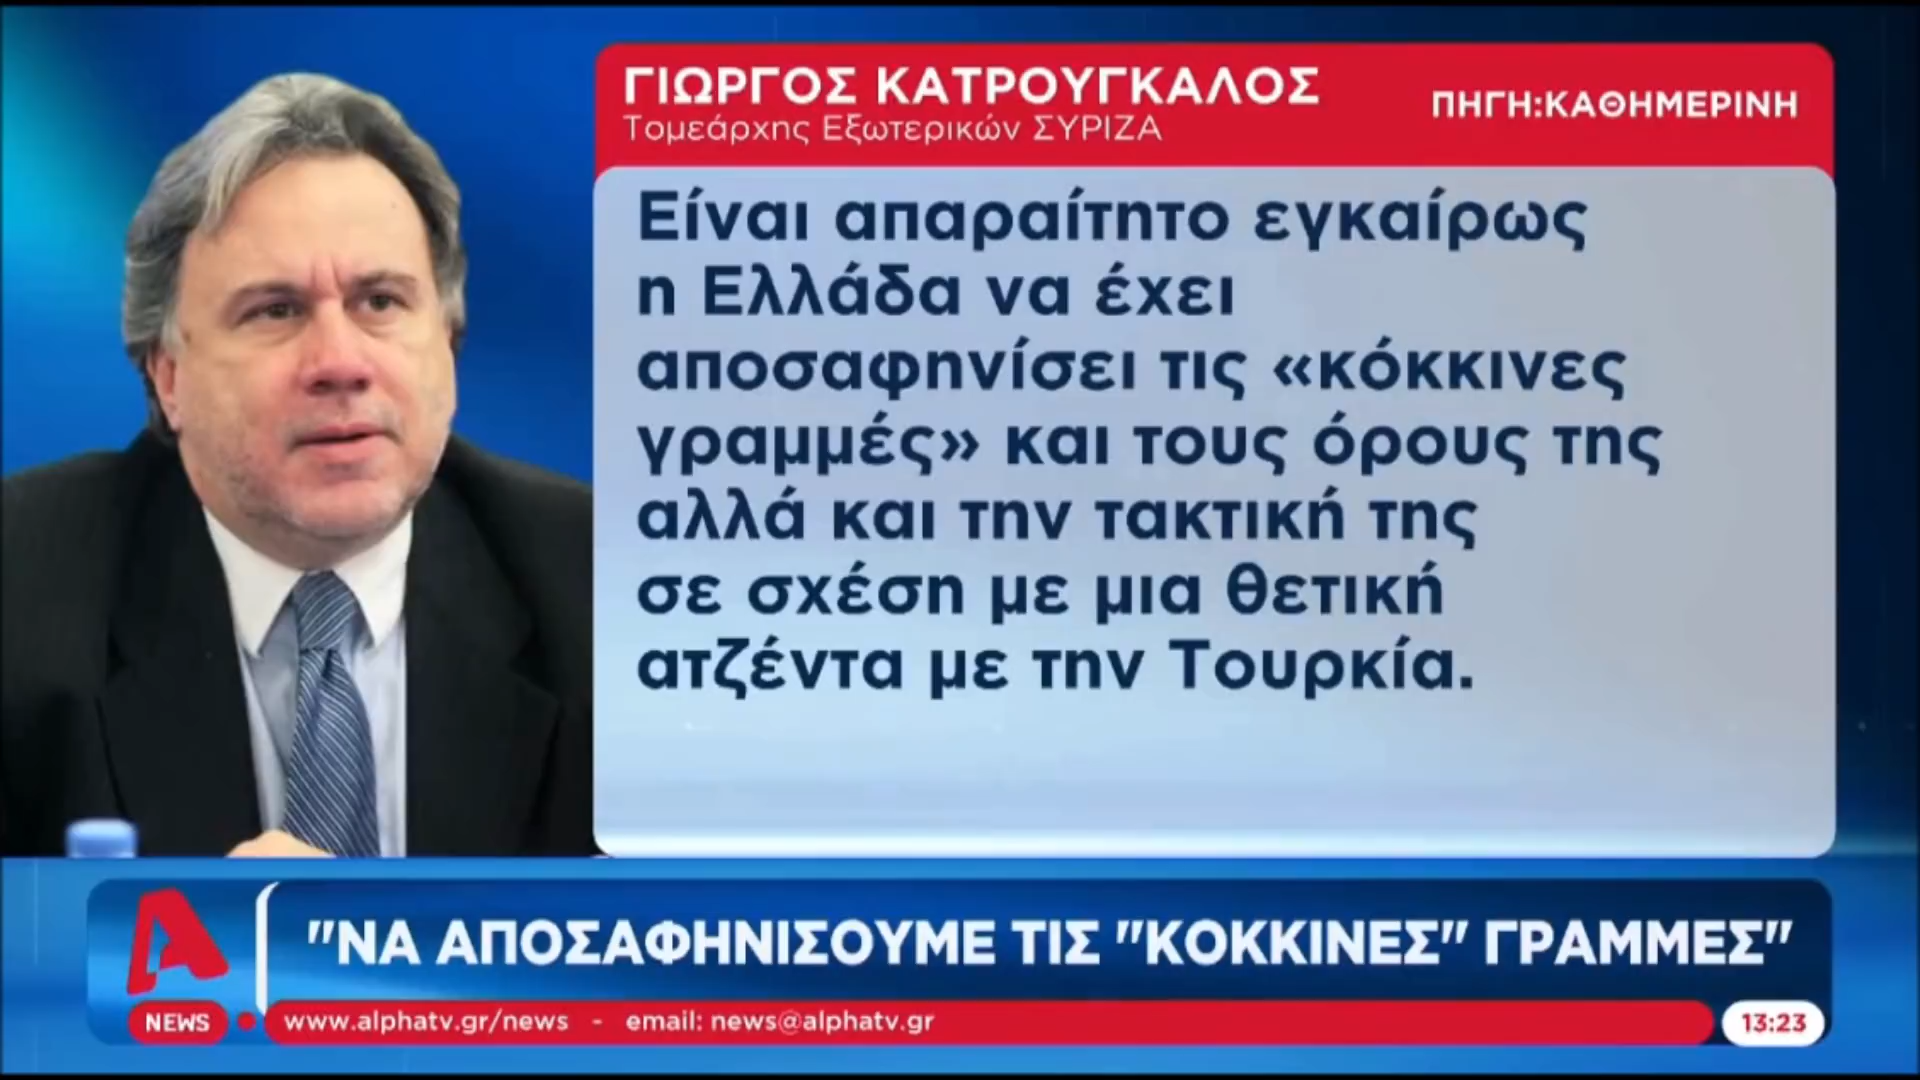 ΓΙΩΡΓΟΣ ΚΑΤΡΟΥΓΚΑΛΟΣ
Τομεάρχης Εξωτερικών ΣΥΡΙΖΑ
ΠΗΓΗ:ΚΑΘΗΜΕΡΙΝΗ
Είναι απαραίτητο εγκαίρως
η Ελλάδα να έχει
αποσαφηνίσει τις «κόκκινες
γραμμές» και τους όρους της
αλλά και την τακτική της
σε σχέση με μια θετική
ατζέντα με την Τουρκία.
"ΝΑ ΑΠΟΣΑΦΗΝΙΣΟΥΜΕ ΤΙΣ "ΚΟΚΚΙΝΕΣ" ΓΡΑΜΜΕΣ"
NEWS
www.alphatv.gr/news - email: news@alphatv.gr
13:23